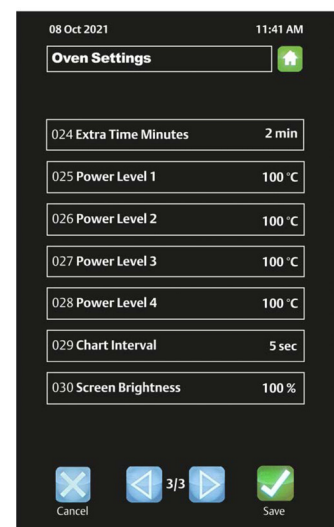 08 Oct 2021 11:41 AM
Oven Settings
024 Extra Time Minutes 2 min
025 Power Level 1 100 °C
026 Power Level 2 100 °C
027 Power Level 3 100 °C
028 Power Level 4 100 °C
029 Chart Interval 5 sec
030 Screen Brightness 100 %
3/3
Cancel Save